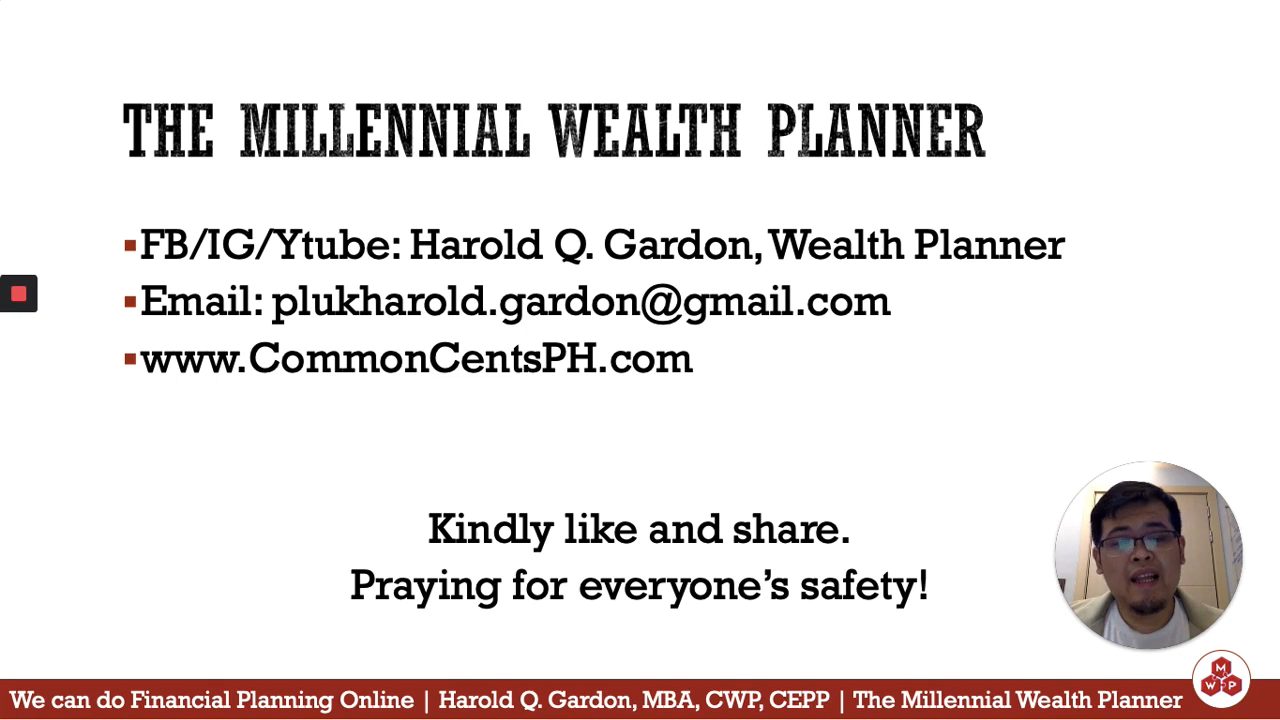 THE MILLENNIAL WEALTH PLANNER
FB/IG/Ytube: Harold Q. Gardon, Wealth Planner
Email: plukharold.gardon@gmail.com
www.CommonCentsPH.com
Kindly like and share.
Praying for everyone's safety!
M
W P
We can do Financial Planning Online | Harold Q. Gardon, MBA, CWP, CEPP | The Millennial Wealth Planner